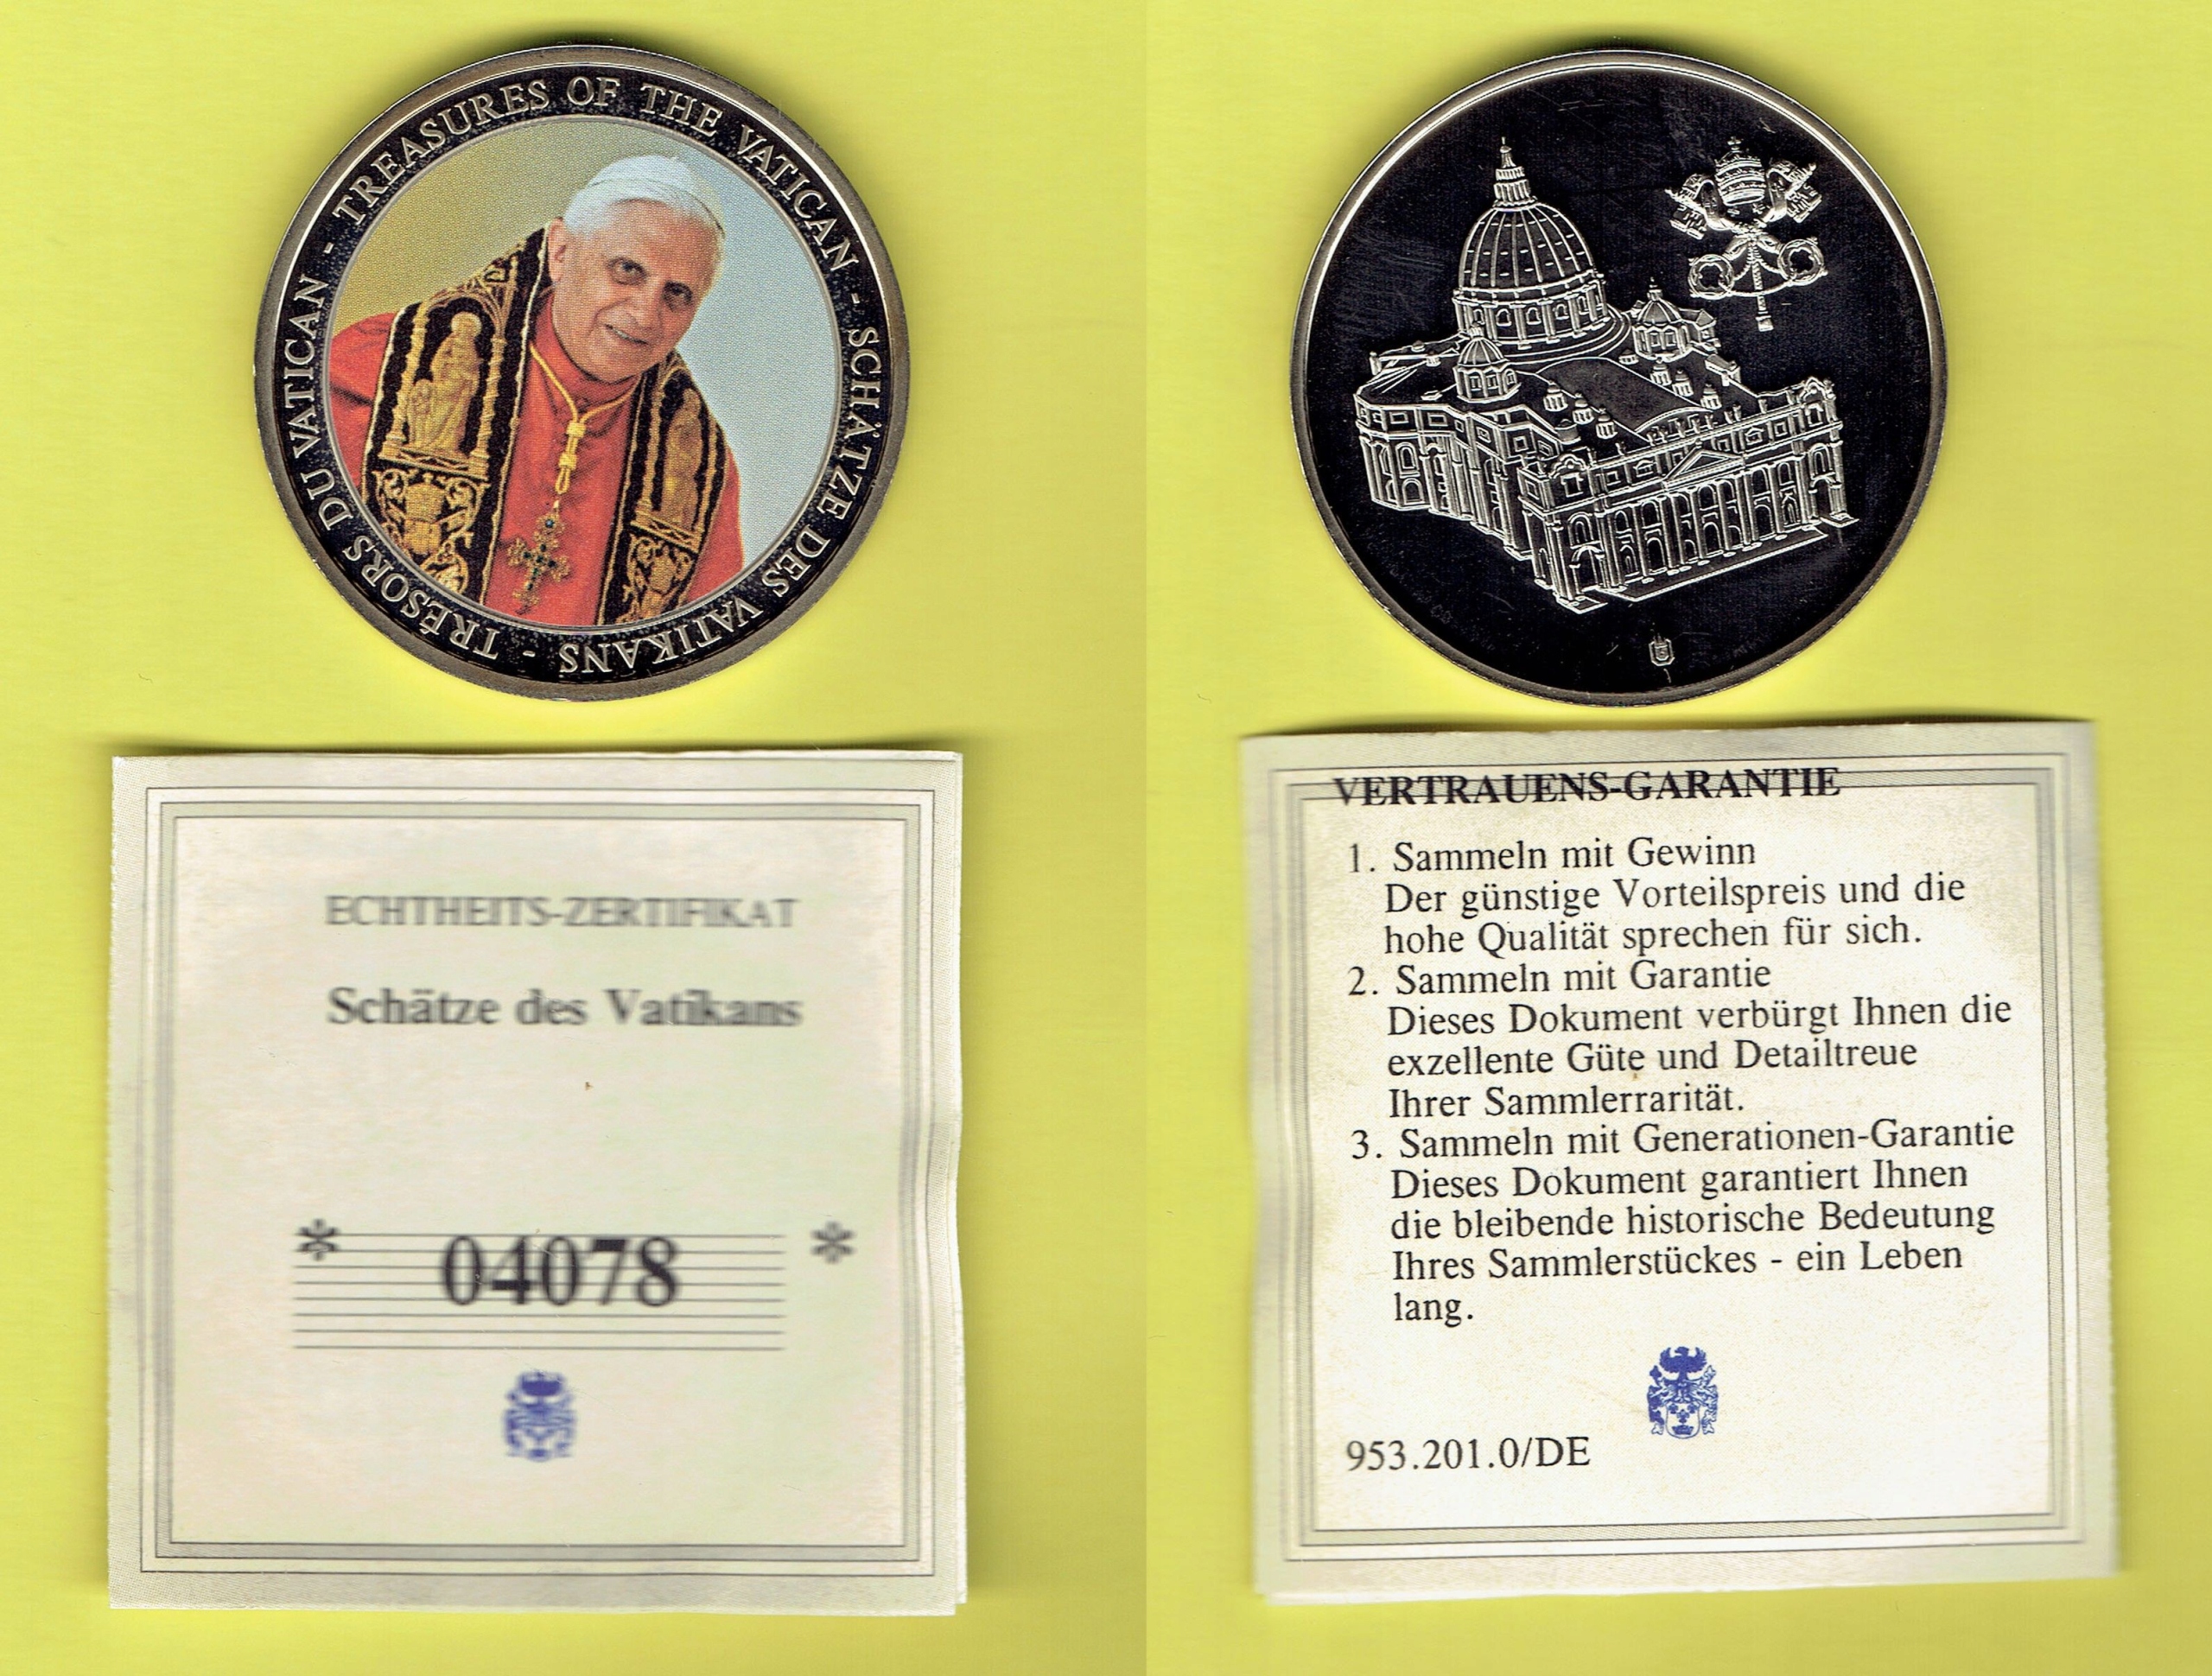 TREASURES OF THE VATICAN - SCHÄTZE DES VATIKANS - TRÉSORS DU VATICAN -
ECHTHEITS-ZERTIFIKAT
Schätze des Vatikans
* 04078 *
VERTRAUENS-GARANTIE
1. Sammeln mit Gewinn
Der günstige Vorteilspreis und die
hohe Qualität sprechen für sich.
2. Sammeln mit Garantie
Dieses Dokument verbürgt Ihnen die
exzellente Güte und Detailtreue
Ihrer Sammlerrarität.
3. Sammeln mit Generationen-Garantie
Dieses Dokument garantiert Ihnen
die bleibende historische Bedeutung
Ihres Sammlerstückes - ein Leben
lang.
953.201.0/DE